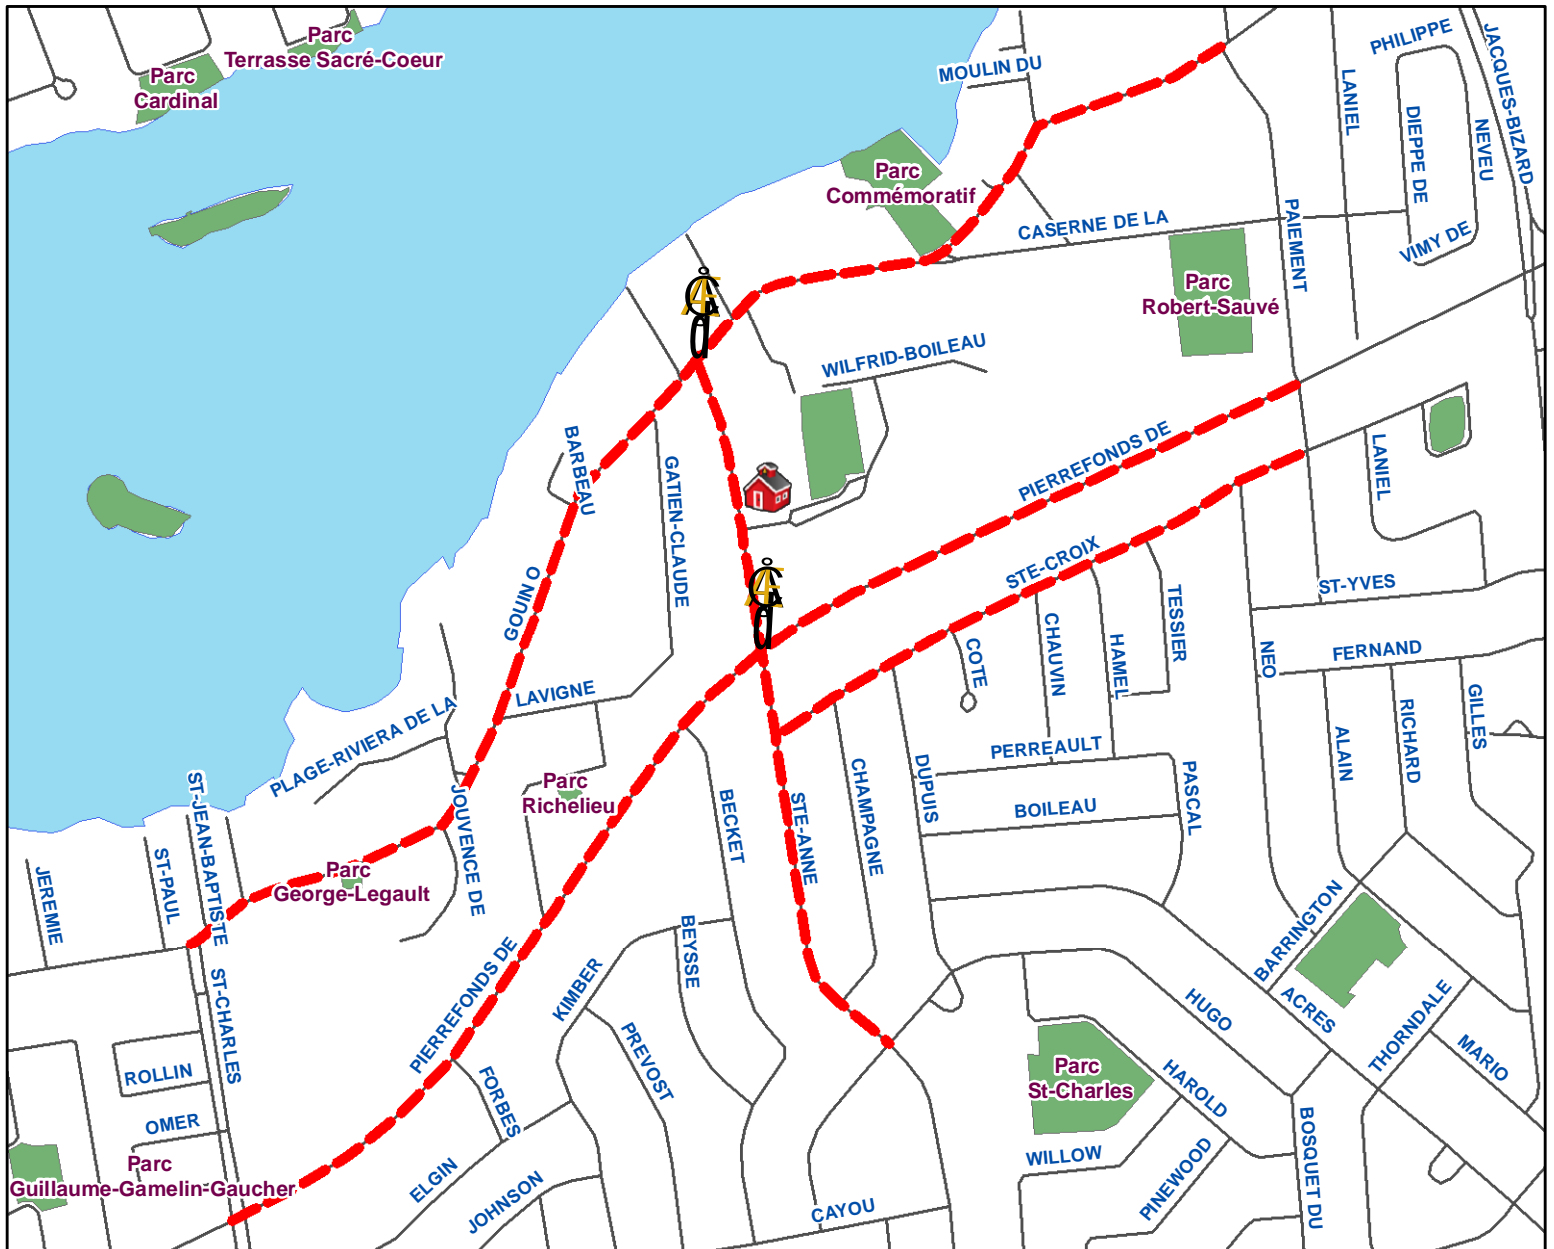 Parc
Terrasse Sacré-Coeur
Parc
Cardinal
MOULIN DU
PHILIPPE
JACQUES-BIZARD
LANIEL
DIEPPE DE
NEVEU
Parc
Commémoratif
CASERNE DE LA
PAIEMENT
VIMY DE
Parc
Robert-Sauvé
WILFRID-BOILEAU
BARBEAU
GATIEN-CLAUDE
PIERREFONDS DE
LANIEL
STE-CROIX
GOUIN O
TESSIER
ST-YVES
CHAUVIN
HAMEL
COTE
NEO
FERNAND
LAVIGNE
PLAGE-RIVIERA DE LA
RICHARD
GILLES
ALAIN
PERREAULT
DUPUIS
CHAMPAGNE
PASCAL
ST-JEAN-BAPTISTE
Parc
Richelieu
JOUVENCE DE
BECKET
STE-ANNE
BOILEAU
JEREMIE
ST-PAUL
Parc
George-Legault
BARRINGTON
BEYSSE
PIERREFONDS DE
KIMBER
ST-CHARLES
HUGO
ACRES
THORNDALE
MARIO
PREVOST
ROLLIN
FORBES
Parc
St-Charles
HAROLD
OMER
BOSQUET DU
Parc
Guillaume-Gamelin-Gaucher
ELGIN
JOHNSON
WILLOW
PINEWOOD
CAYOU